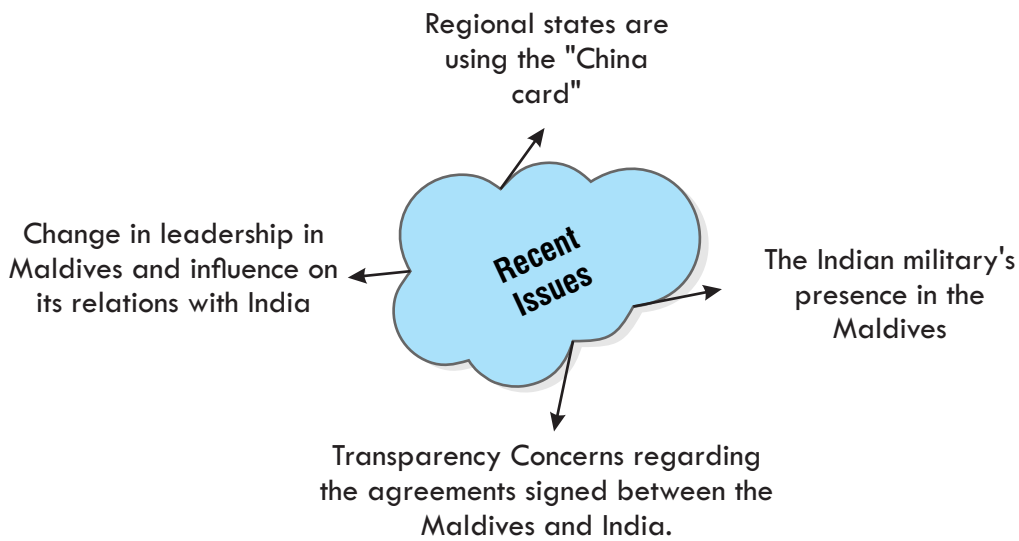 Regional states are
using the "China
card"
Change in leadership in
Maldives and influence on
its relations with India
Recent
Issues
The Indian military's
presence in the
Maldives
Transparency Concerns regarding
the agreements signed between the
Maldives and India.